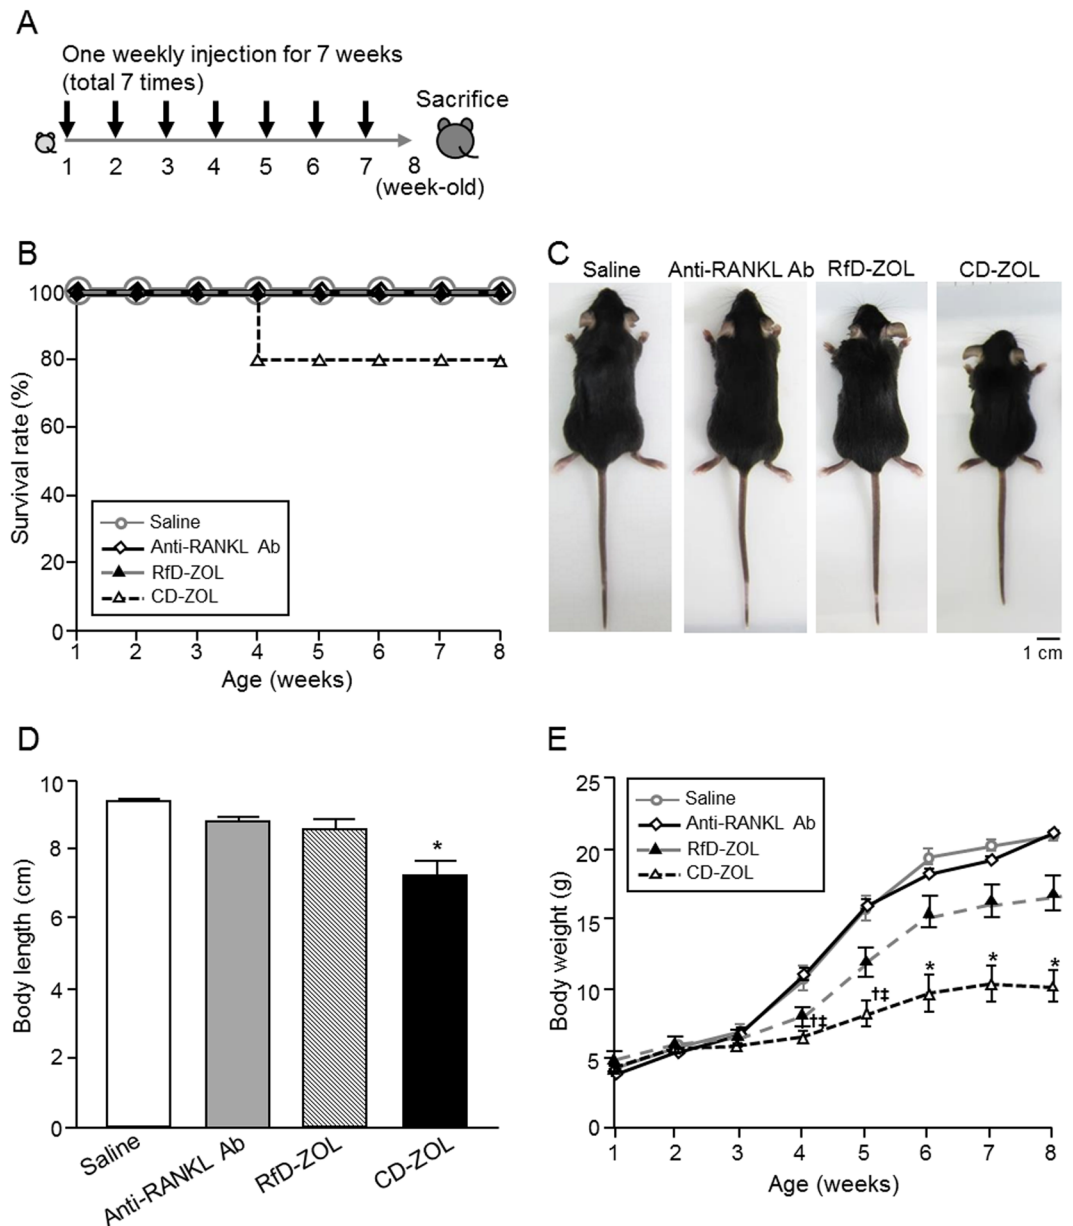 A
One weekly injection for 7 weeks
(total 7 times)
Sacrifice
1 2 3 4 5 6 7 8
(week-old)
B
100
80
60
40
20
0
Survival rate (%)
Saline
Anti-RANKL Ab
RfD-ZOL
CD-ZOL
1 2 3 4 5 6 7 8
Age (weeks)
C
Saline Anti-RANKL Ab RfD-ZOL CD-ZOL
1 cm
D
10
8
6
4
2
0
Body length (cm)
*
Saline
Anti-RANKL Ab
RfD-ZOL
CD-ZOL
E
25
20
15
10
5
0
Body weight (g)
Saline
Anti-RANKL Ab
RfD-ZOL
CD-ZOL
†‡
†‡
* * *
1 2 3 4 5 6 7 8
Age (weeks)